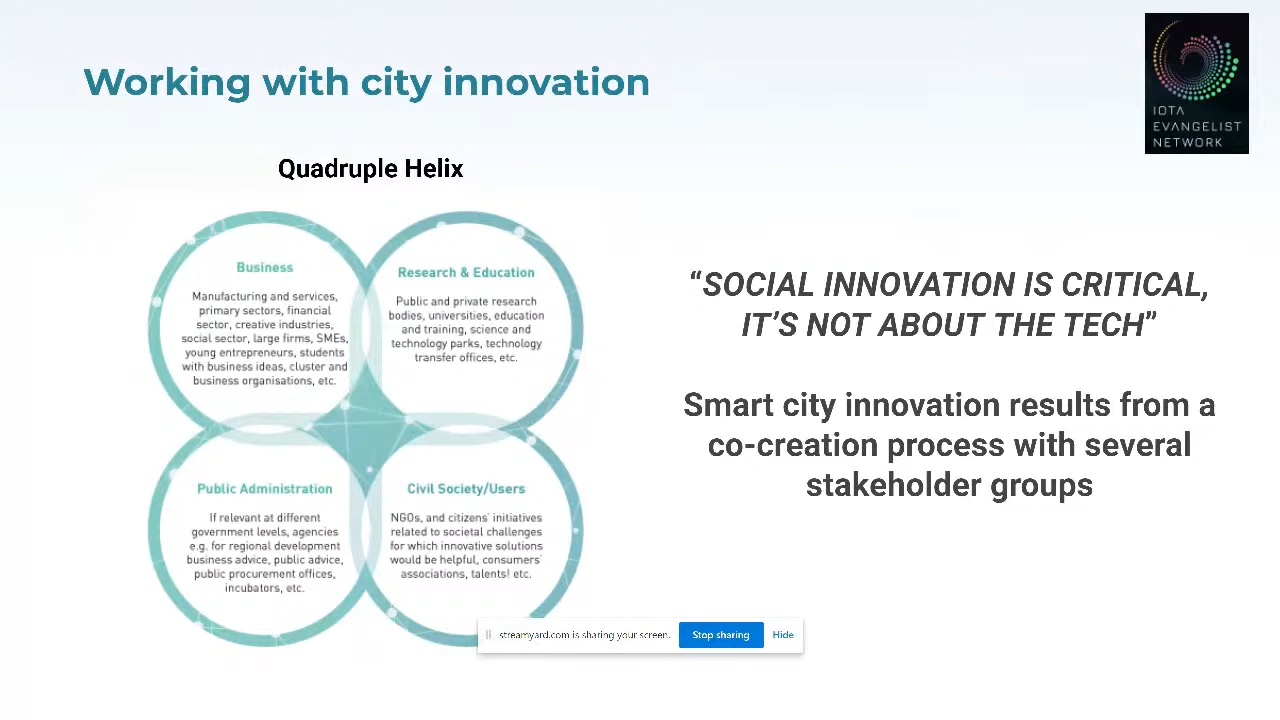 Working with city innovation
IOTA
EVANGELIST
NETWORK
Quadruple Helix
Business
Manufacturing and services,
primary sectors, financial
sector, creative industries,
social sector, large firms, SMEs,
young entrepreneurs, students
with business ideas, cluster and
business organisations, etc.
Research & Education
Public and private research
bodies, universities, education
and training, science and
technology parks, technology
transfer offices, etc.
Public Administration
If relevant at different
government levels, agencies
e.g. for regional development
business advice, public advice,
public procurement offices,
incubators, etc.
Civil Society/Users
NGOs, and citizens' initiatives
related to societal challenges
for which innovative solutions
would be helpful, consumers'
associations, talents! etc.
“SOCIAL INNOVATION IS CRITICAL,
IT’S NOT ABOUT THE TECH”
Smart city innovation results from a
co-creation process with several
stakeholder groups
streamyard.com is sharing your screen.
Stop sharing
Hide